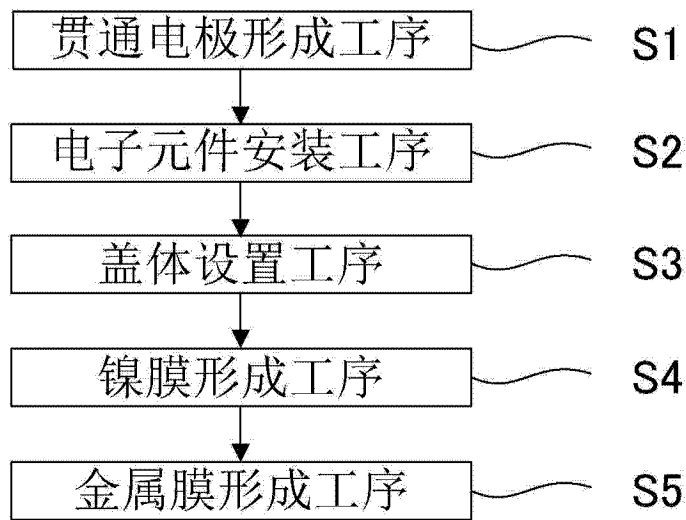 贯通电极形成工序 S1
电子元件安装工序 S2
盖体设置工序 S3
镍膜形成工序 S4
金属膜形成工序 S5